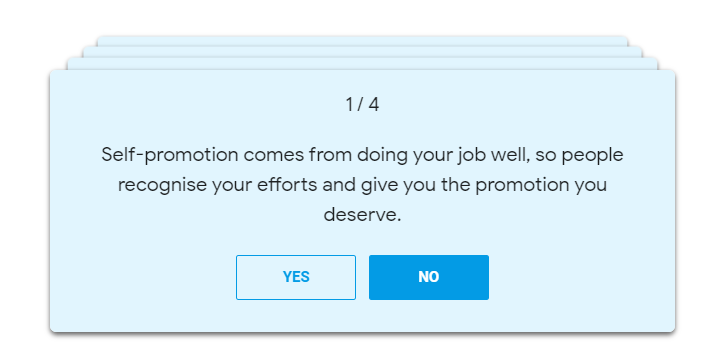 1 / 4
Self-promotion comes from doing your job well, so people
recognise your efforts and give you the promotion you
deserve.
YES NO